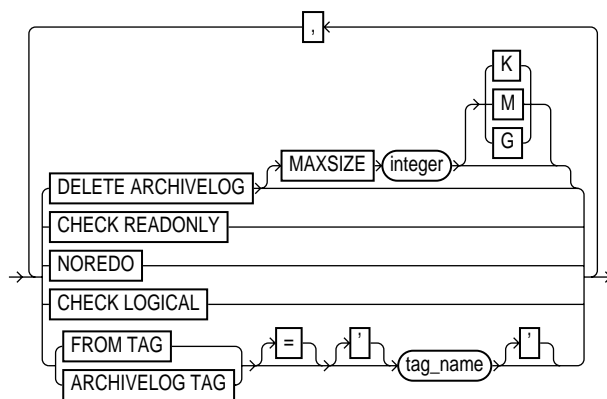 ,
K
M
G
MAXSIZE integer
DELETE ARCHIVELOG
CHECK READONLY
NOREDO
CHECK LOGICAL
FROM TAG
ARCHIVELOG TAG
= ’ tag_name ’